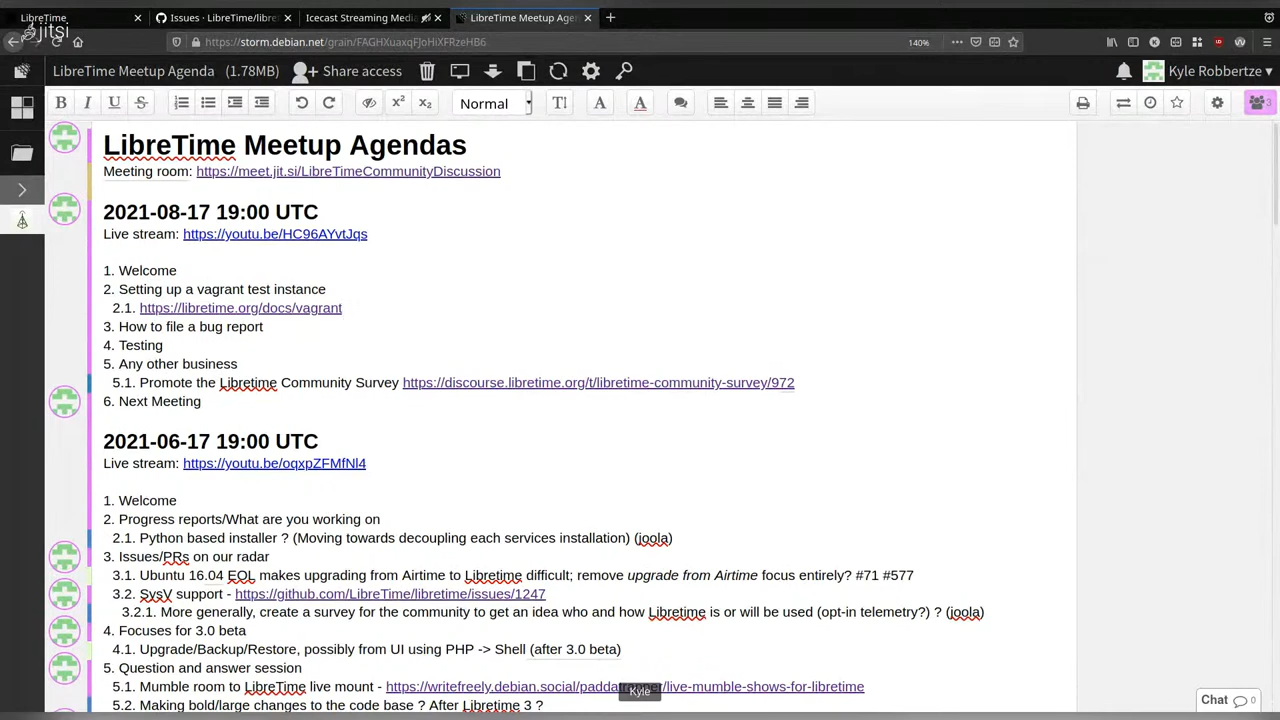 LibreTime
Issues · LibreTime/libre
Icecast Streaming Media
LibreTime Meetup Agen
jitsi
https://storm.debian.net/grain/FAGHXuaxqFJoHiXFRzeHB6
140%
LibreTime Meetup Agenda (1.78MB)
Share access
Kyle Robbertze ▾
B I U S
Normal
3
LibreTime Meetup Agendas
Meeting room: https://meet.jit.si/LibreTimeCommunityDiscussion
2021-08-17 19:00 UTC
Live stream: https://youtu.be/HC96AYvtJqs
1. Welcome
2. Setting up a vagrant test instance
2.1. https://libretime.org/docs/vagrant
3. How to file a bug report
4. Testing
5. Any other business
5.1. Promote the Libretime Community Survey https://discourse.libretime.org/t/libretime-community-survey/972
6. Next Meeting
2021-06-17 19:00 UTC
Live stream: https://youtu.be/oqxpZFMfNl4
1. Welcome
2. Progress reports/What are you working on
2.1. Python based installer ? (Moving towards decoupling each services installation) (joola)
3. Issues/PRs on our radar
3.1. Ubuntu 16.04 EOL makes upgrading from Airtime to Libretime difficult; remove upgrade from Airtime focus entirely? #71 #577
3.2. SysV support - https://github.com/LibreTime/libretime/issues/1247
3.2.1. More generally, create a survey for the community to get an idea who and how Libretime is or will be used (opt-in telemetry?) ? (joola)
4. Focuses for 3.0 beta
4.1. Upgrade/Backup/Restore, possibly from UI using PHP -> Shell (after 3.0 beta)
5. Question and answer session
5.1. Mumble room to LibreTime live mount - https://writefreely.debian.social/paddatrapper/live-mumble-shows-for-libretime
Kyle
5.2. Making bold/large changes to the code base ? After Libretime 3 ?
Chat 0